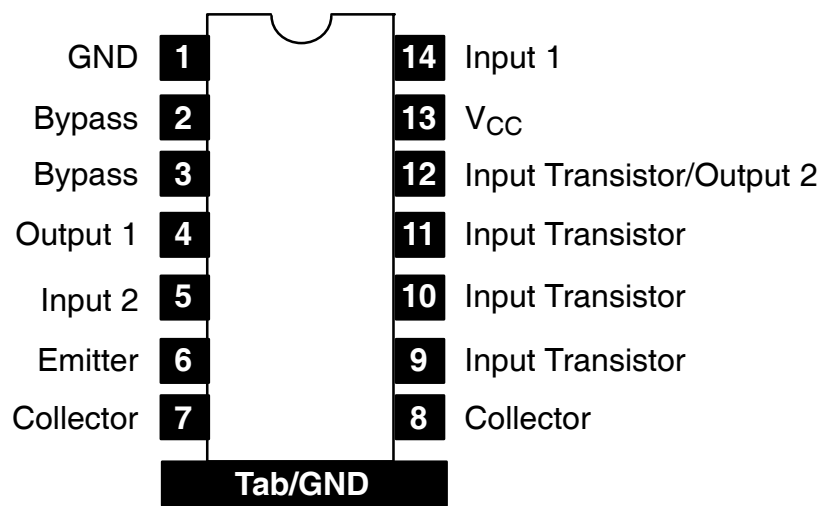 GND 1 14 Input 1
Bypass 2 13 VCC
Bypass 3 12 Input Transistor/Output 2
Output 1 4 11 Input Transistor
Input 2 5 10 Input Transistor
Emitter 6 9 Input Transistor
Collector 7 8 Collector
Tab/GND